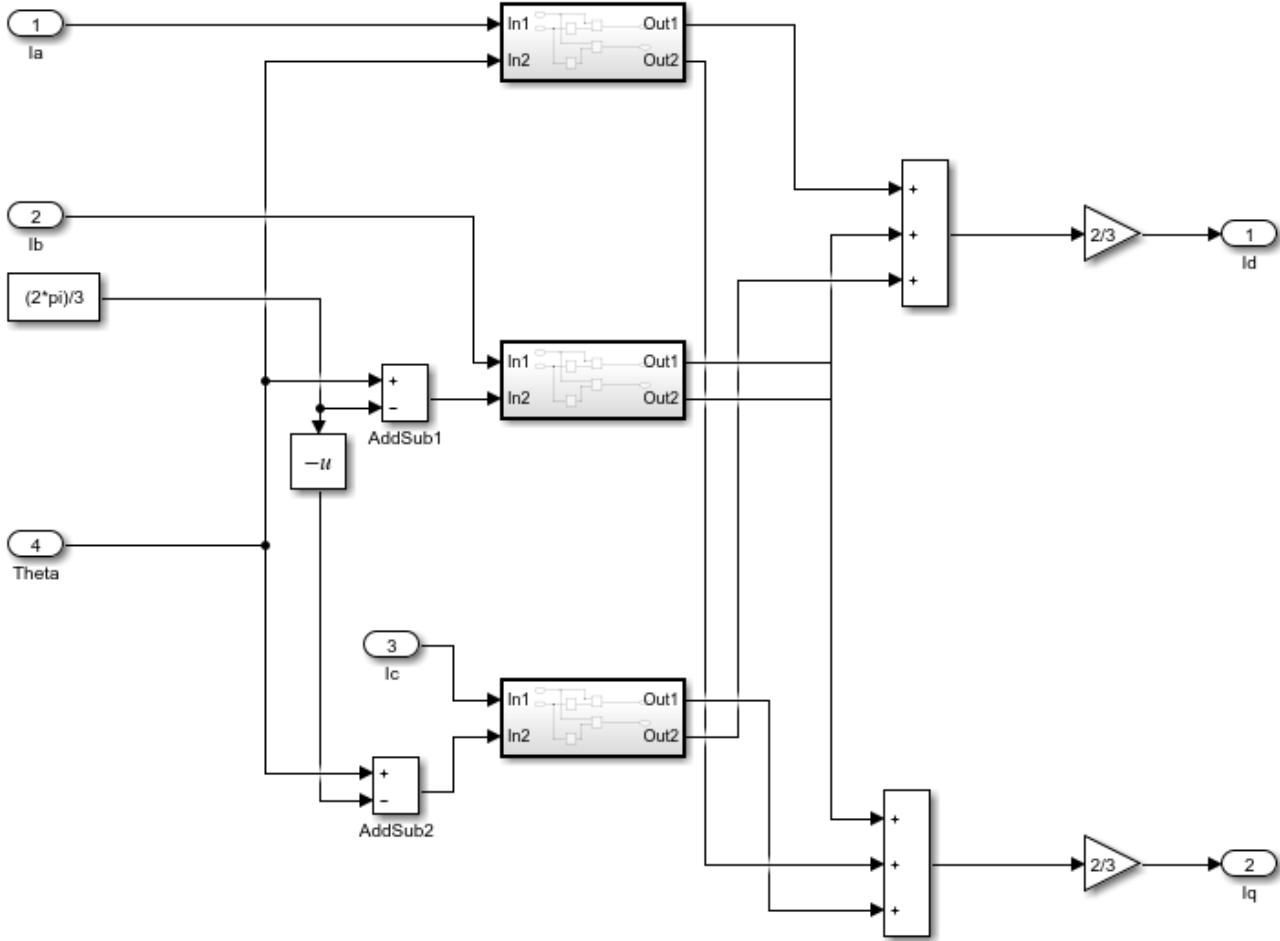 1
Ia
In1
In2
Out1
Out2
+
+
+
2/3
1
Id
2
Ib
(2*pi)/3
+
−
AddSub1
In1
In2
Out1
Out2
−u
4
Theta
3
Ic
In1
In2
Out1
Out2
+
−
AddSub2
+
+
+
2/3
2
Iq